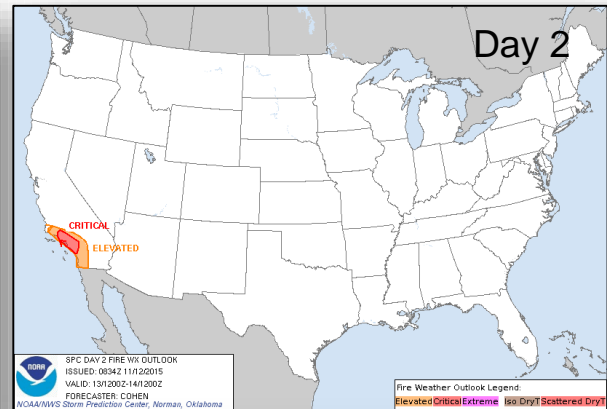 Day 2
CRITICAL
ELEVATED
NOAA
SPC DAY 2 FIRE WX OUTLOOK
ISSUED: 0834Z 11/12/2015
VALID: 13/1200Z-14/1200Z
FORECASTER: COHEN
NOAA/NWS Storm Prediction Center, Norman, Oklahoma
Fire Weather Outlook Legend:
Elevated Critical Extreme Iso DryT Scattered DryT